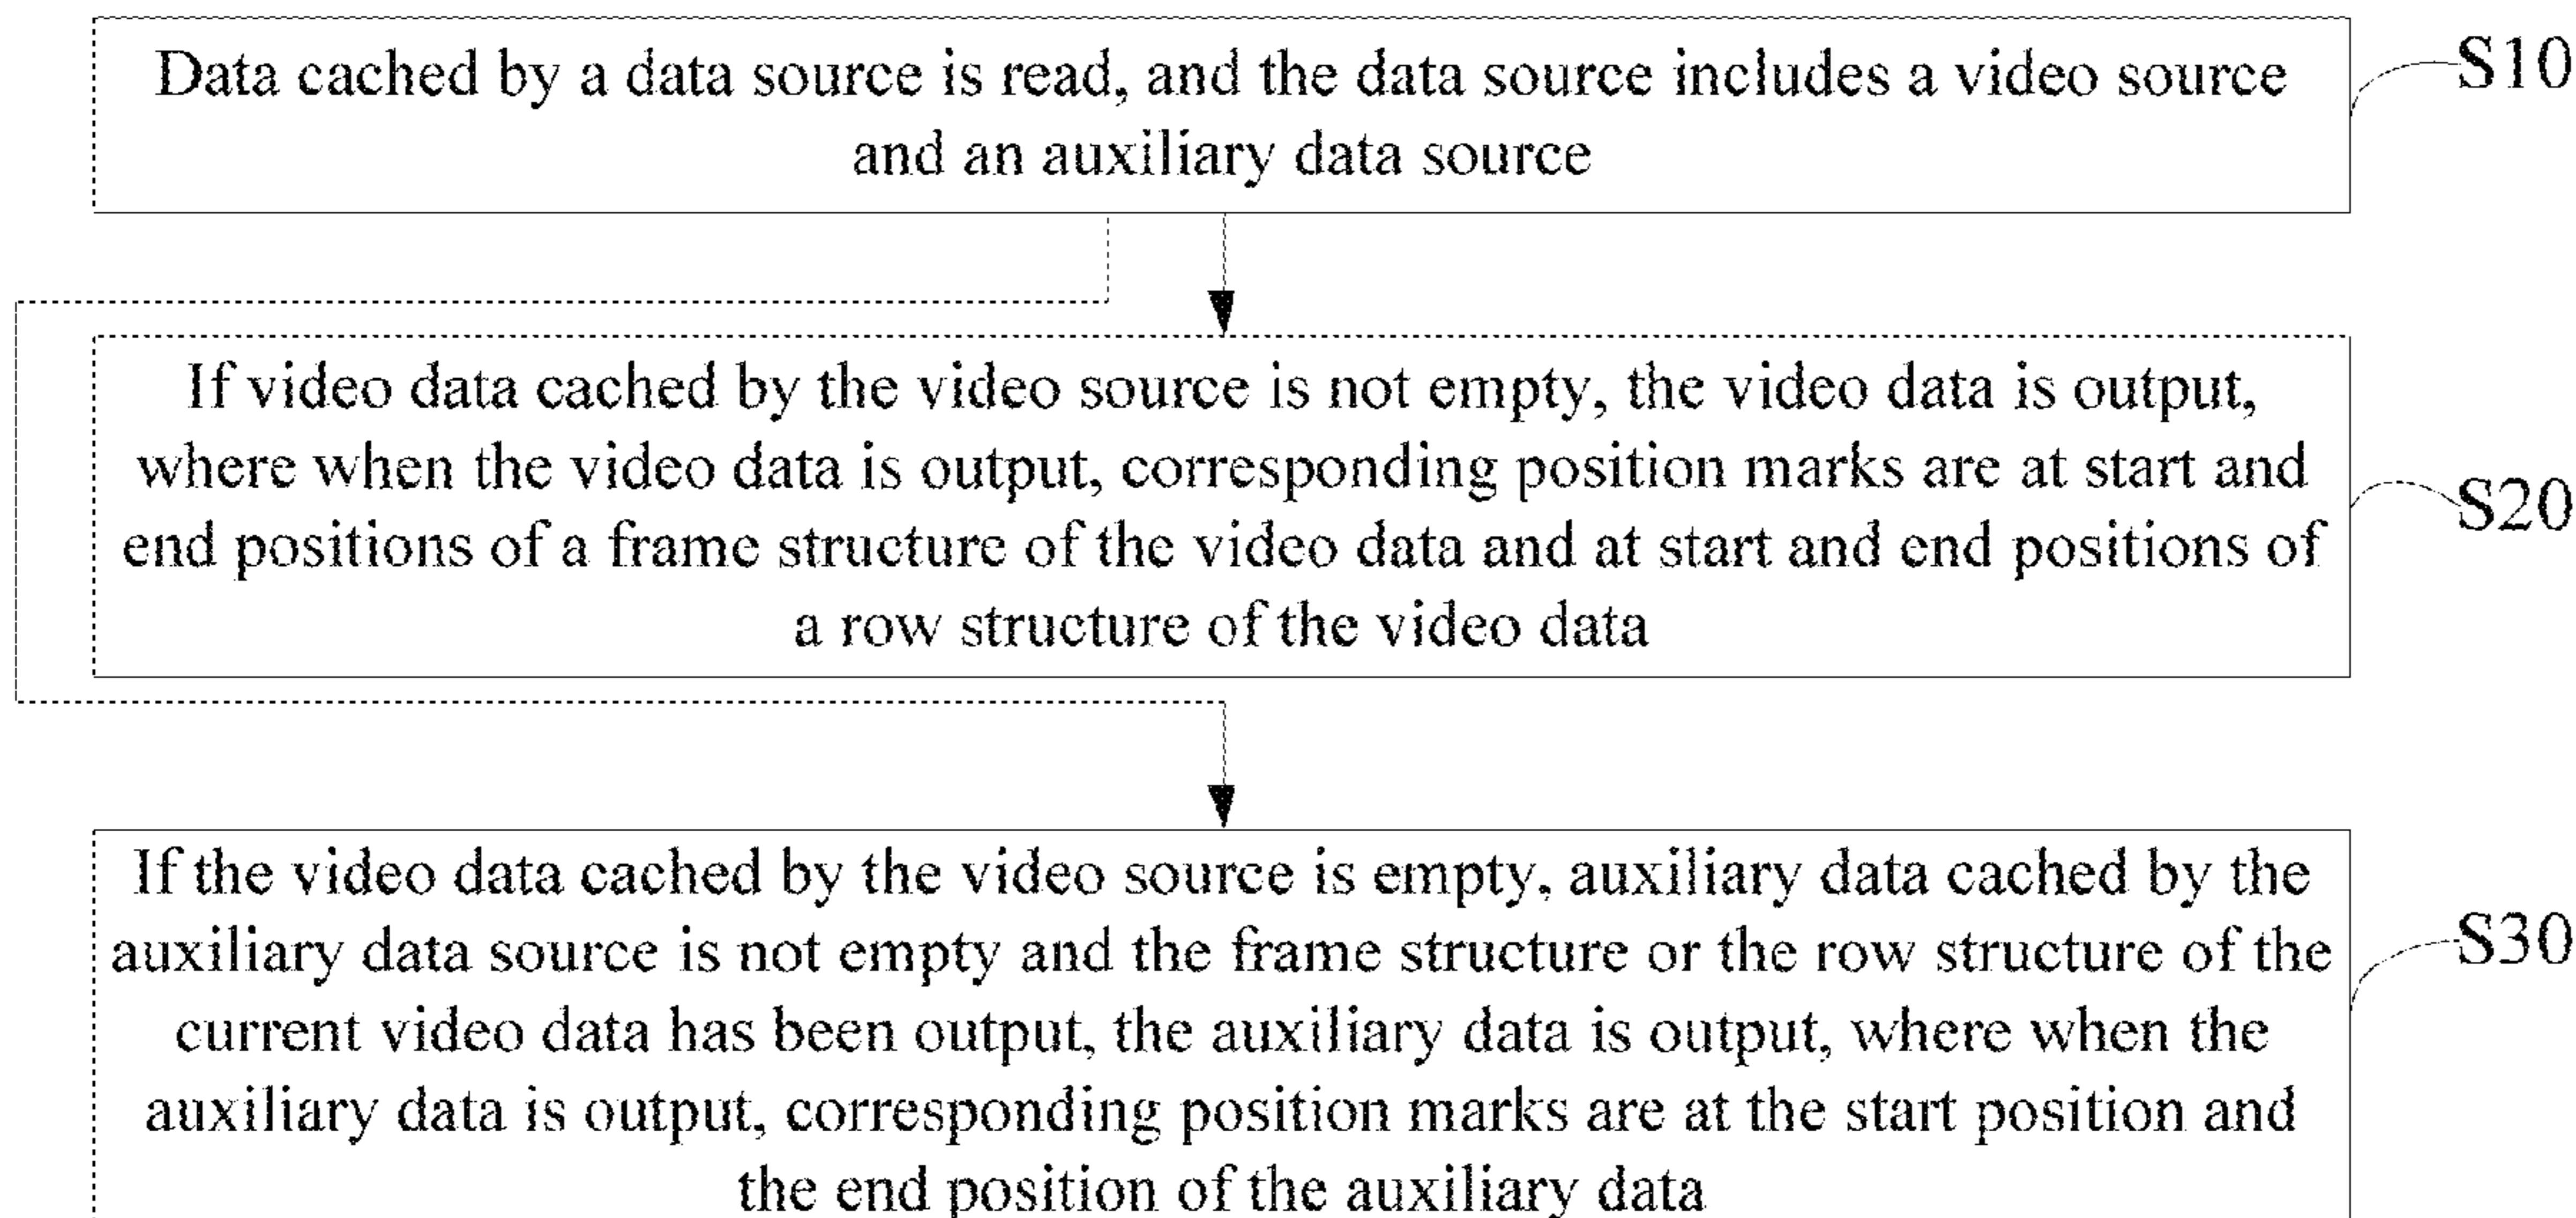 Data cached by a data source is read, and the data source includes a video source
and an auxiliary data source
S10
If video data cached by the video source is not empty, the video data is output,
where when the video data is output, corresponding position marks are at start and
end positions of a frame structure of the video data and at start and end positions of
a row structure of the video data
S20
If the video data cached by the video source is empty, auxiliary data cached by the
auxiliary data source is not empty and the frame structure or the row structure of the
current video data has been output, the auxiliary data is output, where when the
auxiliary data is output, corresponding position marks are at the start position and
the end position of the auxiliary data
S30